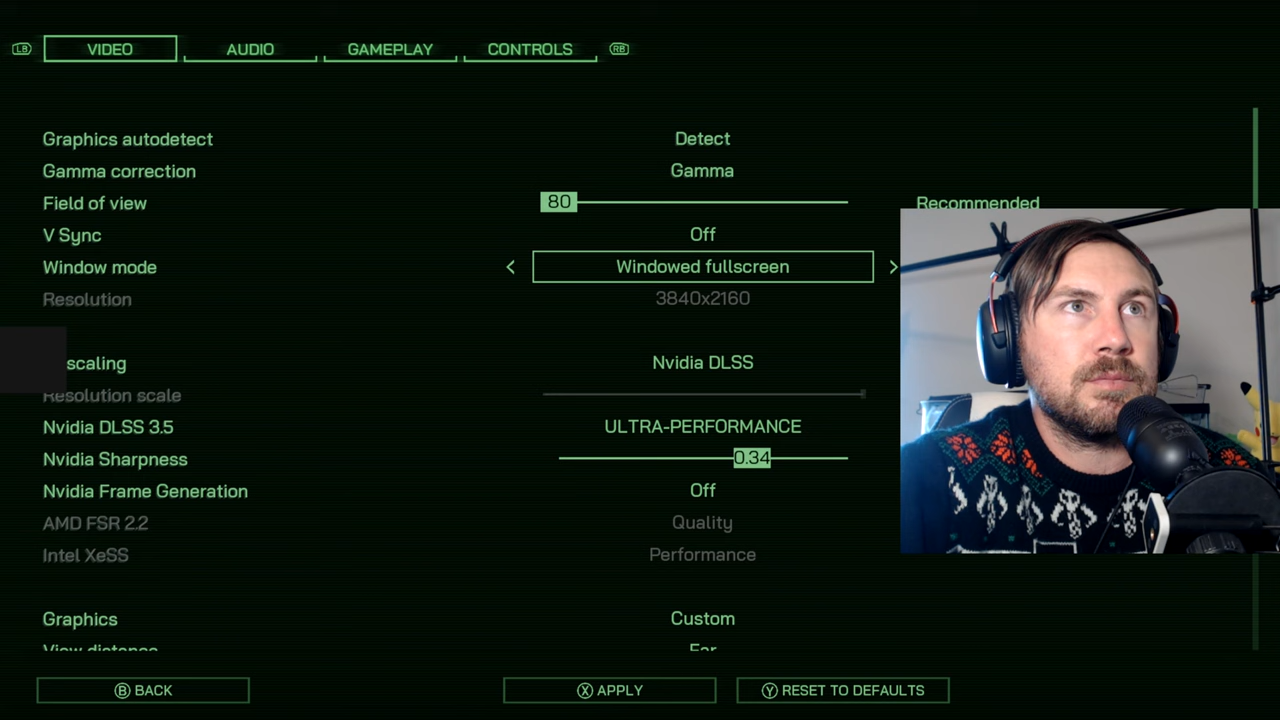 LB VIDEO AUDIO GAMEPLAY CONTROLS RB
Graphics autodetect Detect
Gamma correction Gamma
Field of view 80 Recommended
V Sync Off
Window mode < Windowed fullscreen >
Resolution 3840x2160
scaling Nvidia DLSS
Resolution scale
Nvidia DLSS 3.5 ULTRA-PERFORMANCE
Nvidia Sharpness 0.34
Nvidia Frame Generation Off
AMD FSR 2.2 Quality
Intel XeSS Performance
Graphics Custom
View distance Far
B BACK X APPLY Y RESET TO DEFAULTS